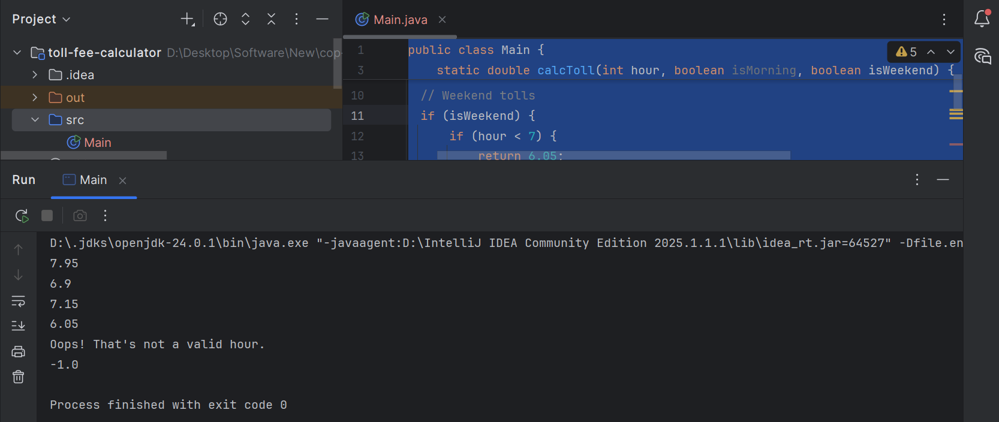 Project
Main.java
toll-fee-calculator D:\Desktop\Software\New\cop
.idea
out
src
Main
1 public class Main {
5
3 static double calcToll(int hour, boolean isMorning, boolean isWeekend) {
10 // Weekend tolls
11 if (isWeekend) {
12 if (hour < 7) {
13 return 6.05;
Run
Main
D:\.jdks\openjdk-24.0.1\bin\java.exe "-javaagent:D:\IntelliJ IDEA Community Edition 2025.1.1.1\lib\idea_rt.jar=64527" -Dfile.en
7.95
6.9
7.15
6.05
Oops! That's not a valid hour.
-1.0
Process finished with exit code 0